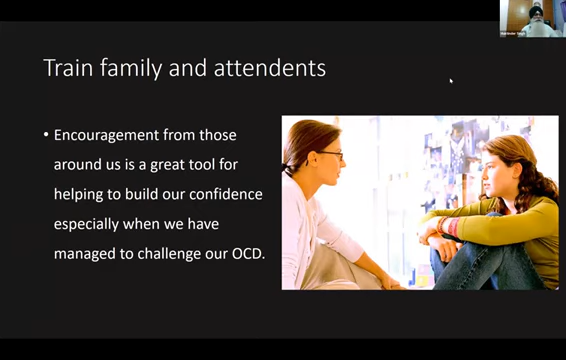 Train family and attendents
• Encouragement from those
around us is a great tool for
helping to build our confidence
especially when we have
managed to challenge our OCD.